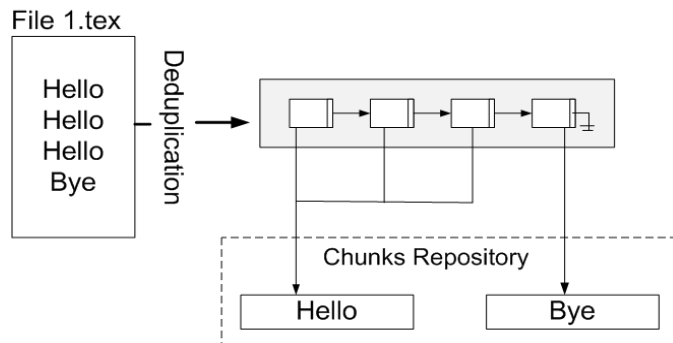 File 1.tex
Hello
Hello
Hello
Bye
Deduplication
Chunks Repository
Hello
Bye